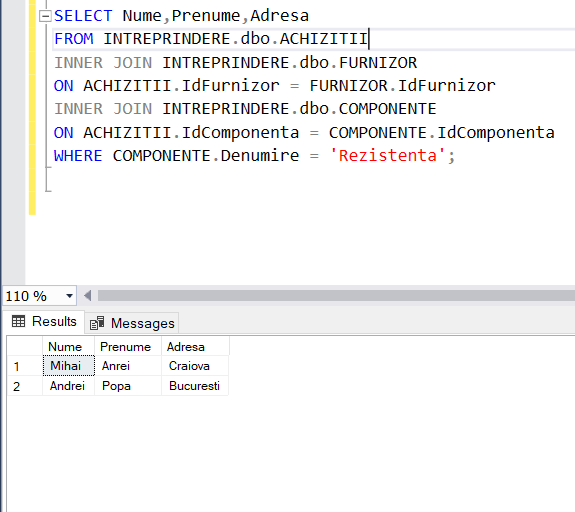 SELECT Nume,Prenume,Adresa
FROM INTREPRINDERE.dbo.ACHIZITII
INNER JOIN INTREPRINDERE.dbo.FURNIZOR
ON ACHIZITII.IdFurnizor = FURNIZOR.IdFurnizor
INNER JOIN INTREPRINDERE.dbo.COMPONENTE
ON ACHIZITII.IdComponenta = COMPONENTE.IdComponenta
WHERE COMPONENTE.Denumire = 'Rezistenta';
110 %
Results Messages
Nume Prenume Adresa
1 Mihai Anrei Craiova
2 Andrei Popa Bucuresti